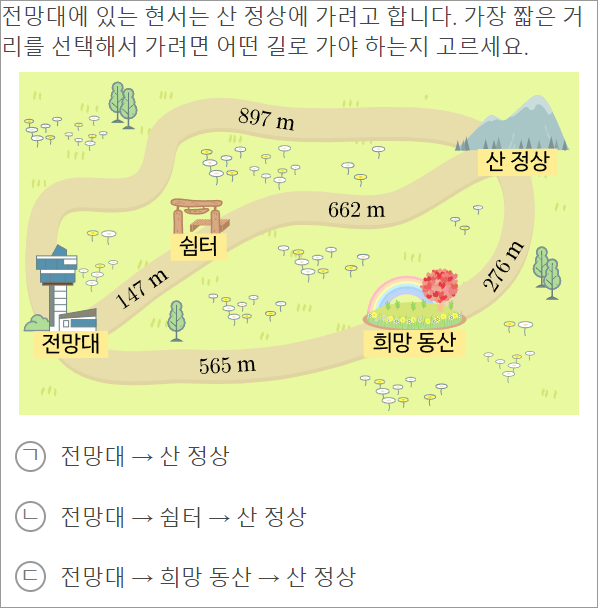 전망대에 있는 현서는 산 정상에 가려고 합니다. 가장 짧은 거
리를 선택해서 가려면 어떤 길로 가야 하는지 고르세요.
897 m
산 정상
662 m
쉼터
276 m
147 m
전망대
희망 동산
565 m
㉠ 전망대 → 산 정상
㉡ 전망대 → 쉼터 → 산 정상
㉢ 전망대 → 희망 동산 → 산 정상